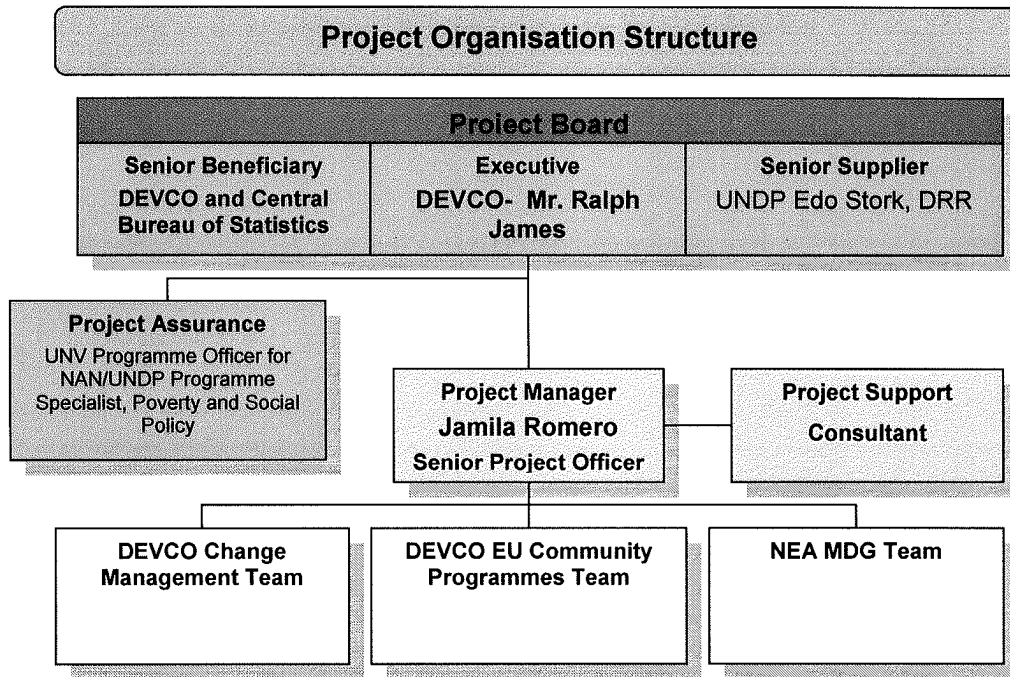 Project Organisation Structure
Project Board
Senior Beneficiary
DEVCO and Central
Bureau of Statistics
Executive
DEVCO- Mr. Ralph
James
Senior Supplier
UNDP Edo Stork, DRR
Project Assurance
UNV Programme Officer for
NAN/UNDP Programme
Specialist, Poverty and Social
Policy
Project Manager
Jamila Romero
Senior Project Officer
Project Support
Consultant
DEVCO Change
Management Team
DEVCO EU Community
Programmes Team
NEA MDG Team